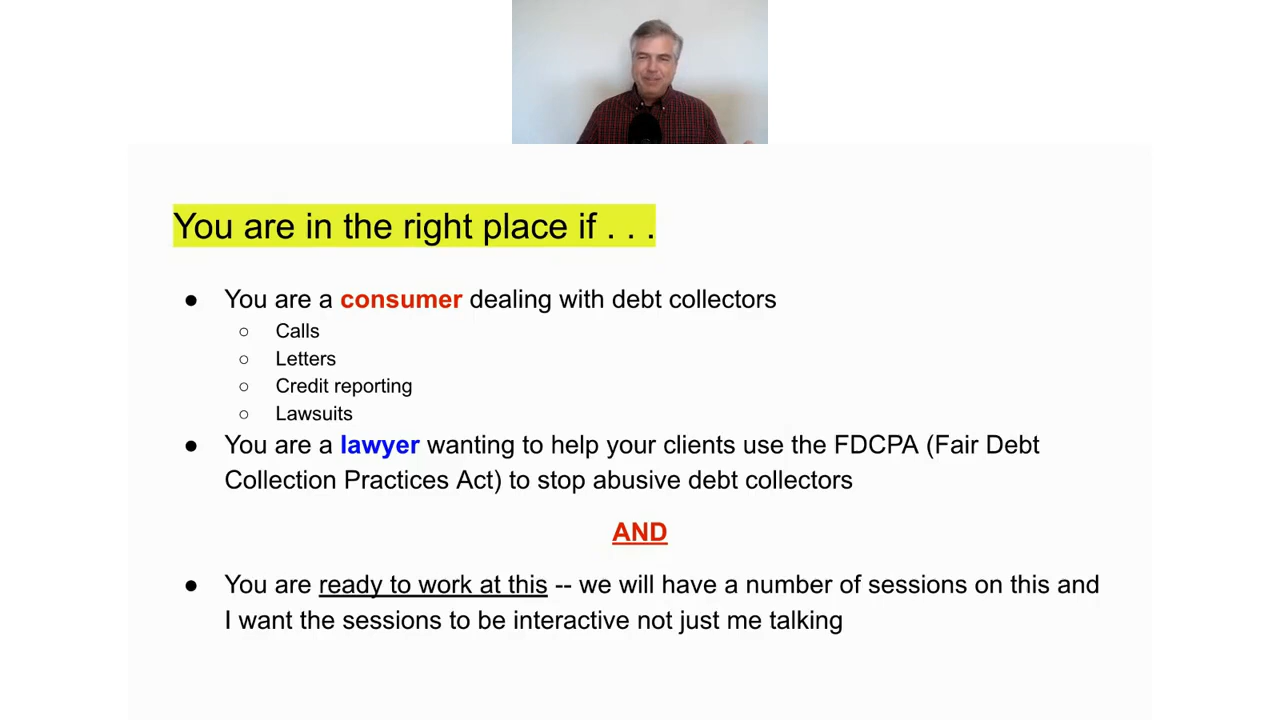 You are in the right place if . . .
● You are a consumer dealing with debt collectors
○ Calls
○ Letters
○ Credit reporting
○ Lawsuits
● You are a lawyer wanting to help your clients use the FDCPA (Fair Debt
Collection Practices Act) to stop abusive debt collectors
AND
● You are ready to work at this -- we will have a number of sessions on this and
I want the sessions to be interactive not just me talking